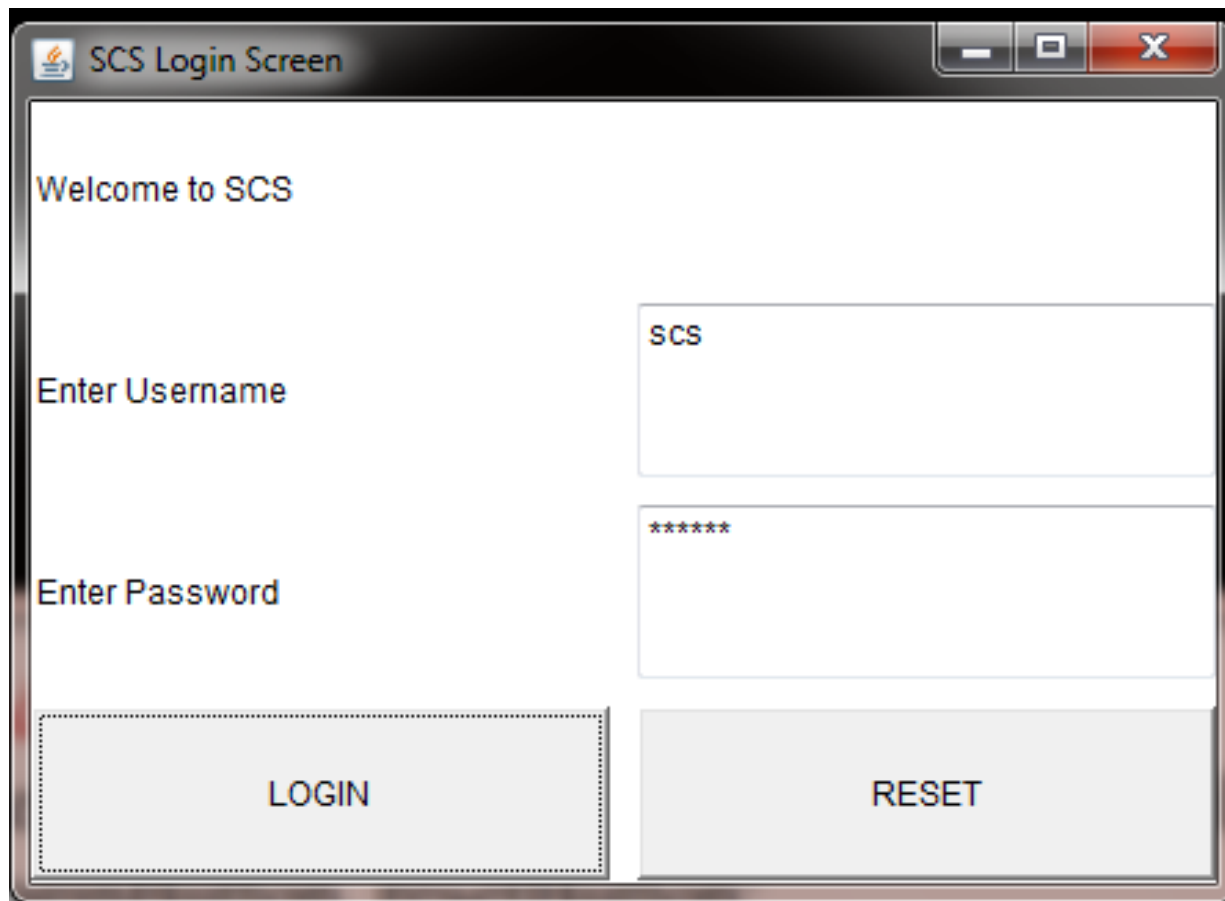 SCS Login Screen
Welcome to SCS
Enter Username
scs
Enter Password
******
LOGIN
RESET